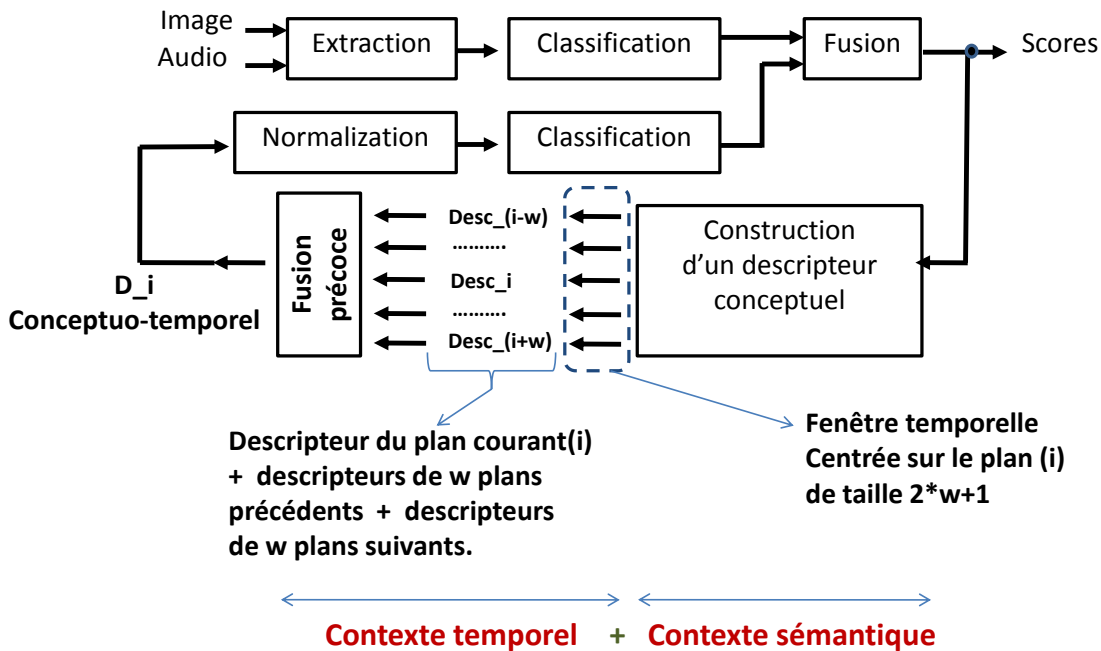 Image
Audio
Extraction
Classification
Fusion
Scores
Normalization
Classification
Fusion
précoce
Desc_(i-w)
..........
Desc_i
..........
Desc_(i+w)
Construction
d'un descripteur
conceptuel
D_i
Conceptuo-temporel
Descripteur du plan courant(i)
+ descripteurs de w plans
précédents + descripteurs
de w plans suivants.
Fenêtre temporelle
Centrée sur le plan (i)
de taille 2*w+1
Contexte temporel + Contexte sémantique